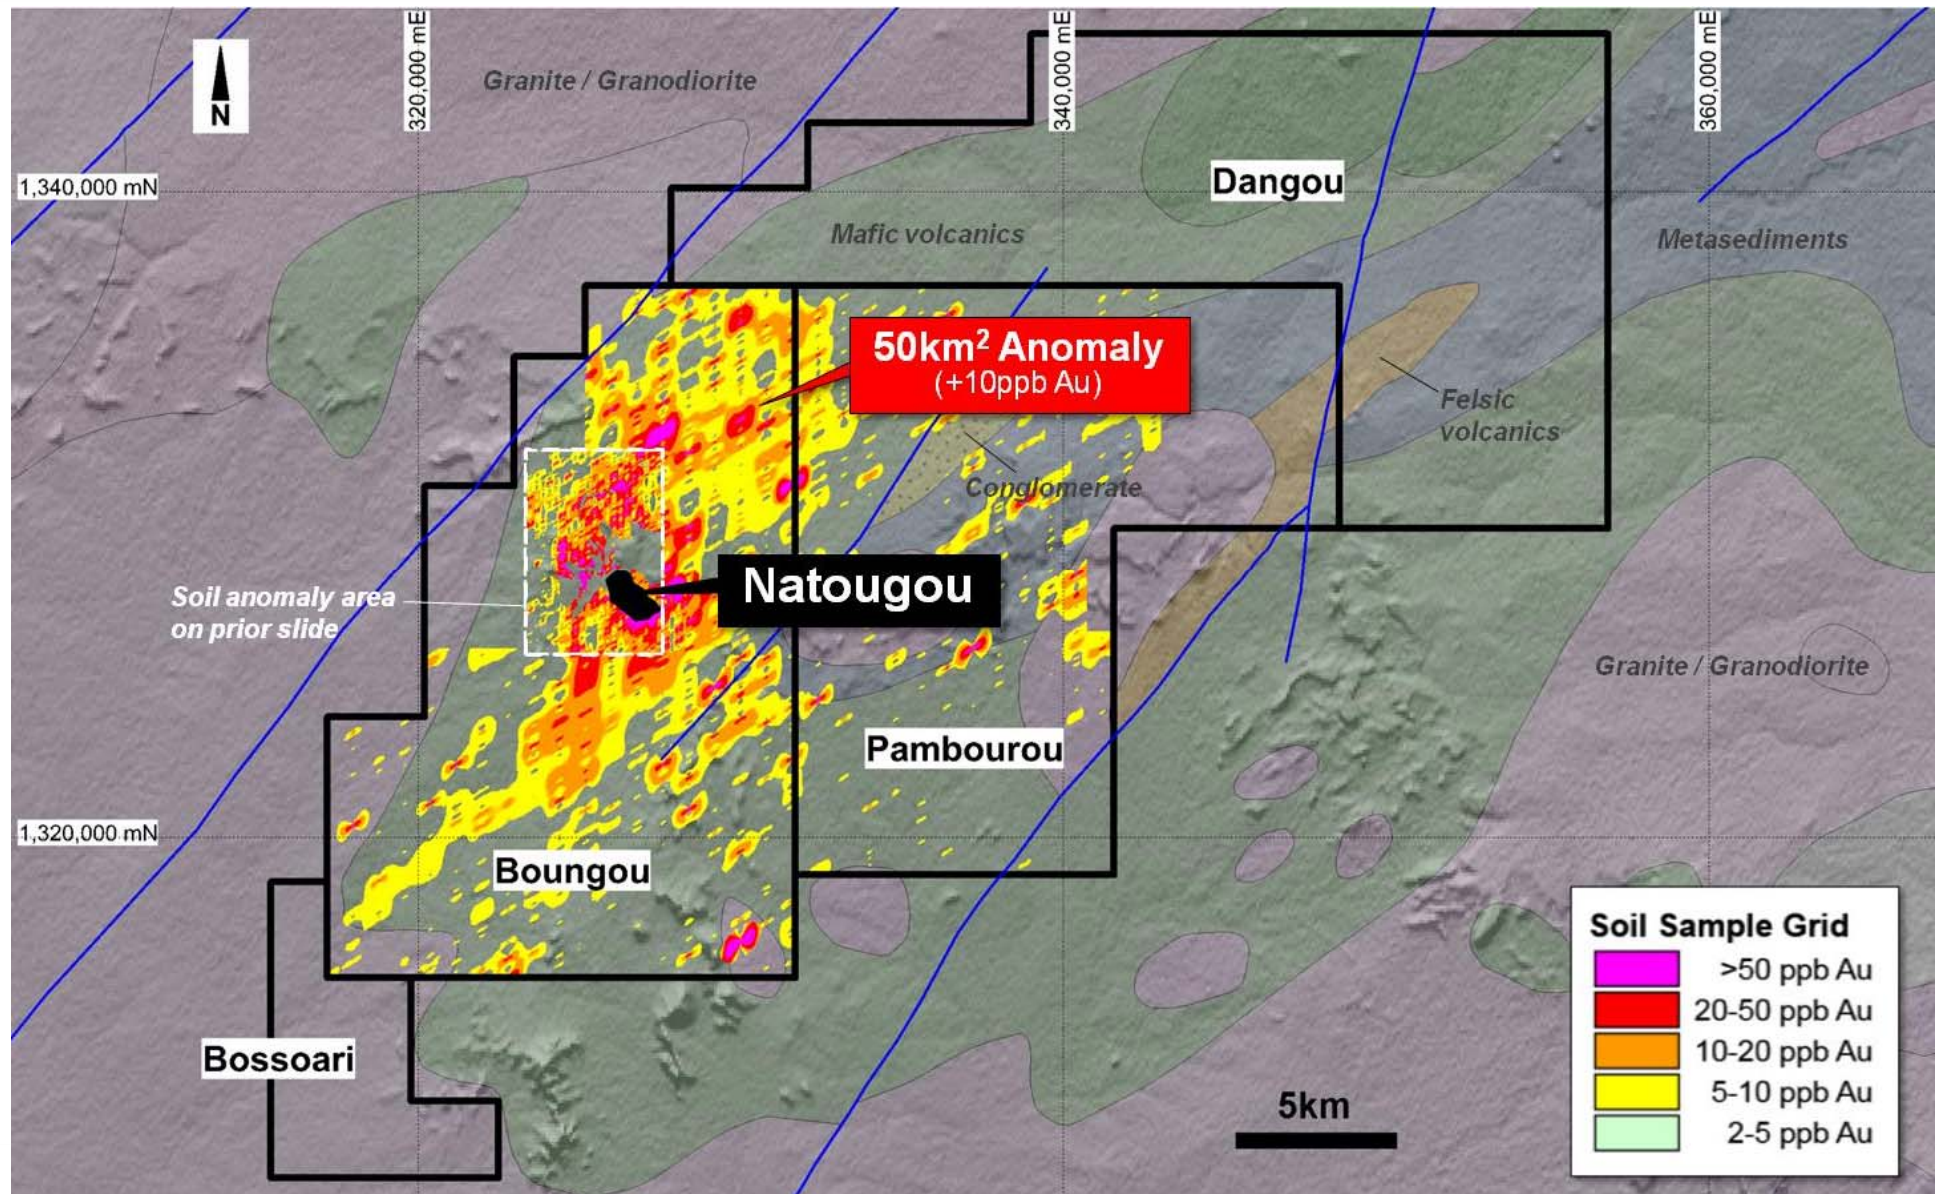 320,000 mE
340,000 mE
360,000 mE
N
Granite / Granodiorite
1,340,000 mN
Dangou
Mafic volcanics
Metasediments
50km² Anomaly
(+10ppb Au)
Felsic
volcanics
Conglomerate
Natougou
Soil anomaly area
on prior slide
Granite / Granodiorite
Pambourou
1,320,000 mN
Boungou
Bossoari
5km
Soil Sample Grid
>50 ppb Au
20-50 ppb Au
10-20 ppb Au
5-10 ppb Au
2-5 ppb Au